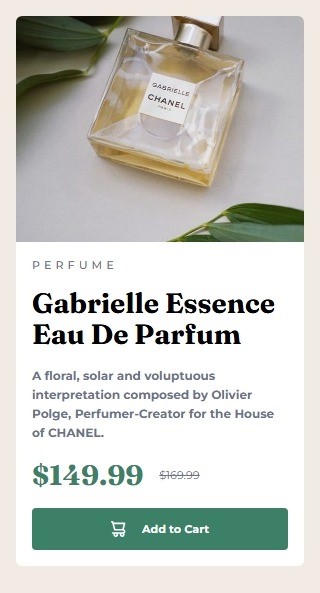 GABRIELLE
CHANEL
PARIS
PERFUME
Gabrielle Essence
Eau De Parfum
A floral, solar and voluptuous
interpretation composed by Olivier
Polge, Perfumer-Creator for the House
of CHANEL.
$149.99 $169.99
Add to Cart